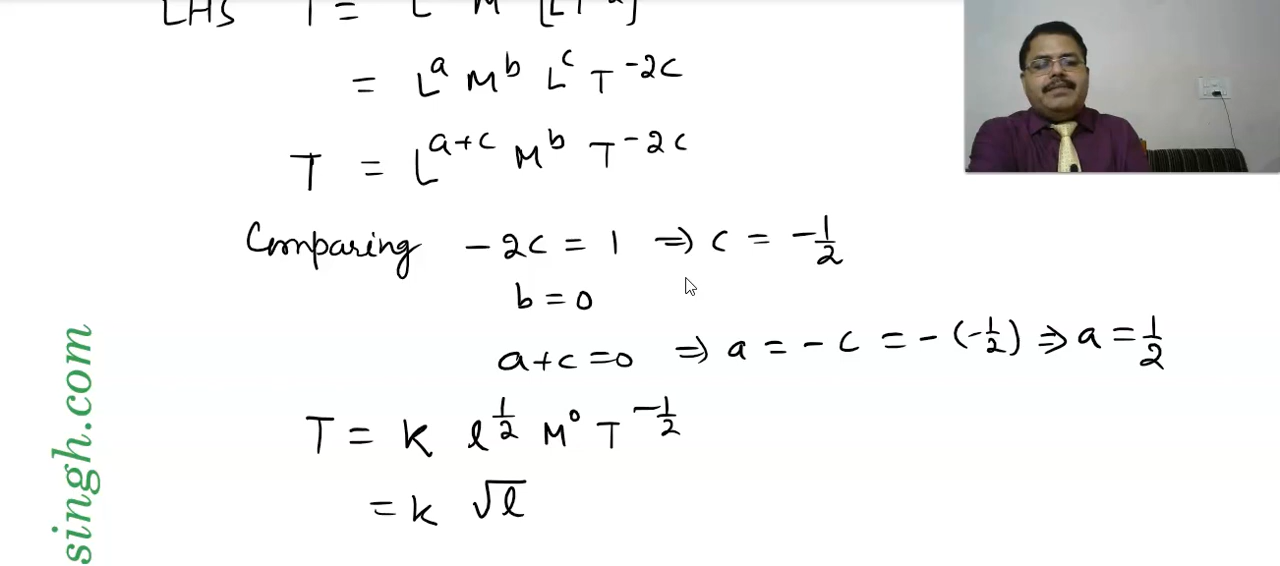 LHS T =
= L^a M^b L^c T^-2c
T = L^a+c M^b T^-2c
Comparing -2c = 1 ⇒ c = -1/2
b = 0
a+c=0 ⇒ a = -c = -(-1/2) ⇒ a = 1/2
T = k l^1/2 M^0 T^-1/2
= k √l
singh.com